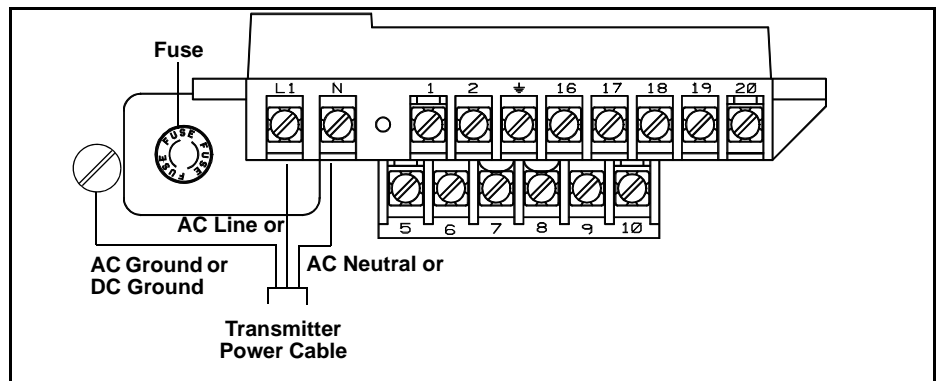 Fuse
L1 N 1 2 ⏚ 16 17 18 19 20
FUSE FUSE FUSE
5 6 7 8 9 10
AC Line or
AC Ground or
DC Ground
AC Neutral or
Transmitter
Power Cable